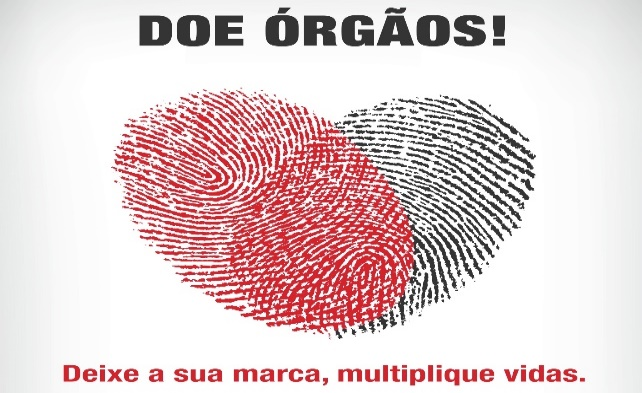 DOE ÓRGÃOS!
Deixe a sua marca, multiplique vidas.